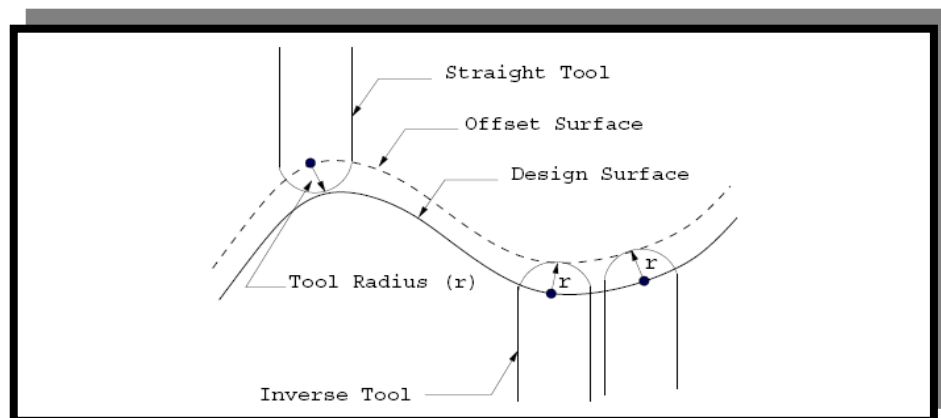 Straight Tool
Offset Surface
Design Surface
r
r
Tool Radius (r)
Inverse Tool